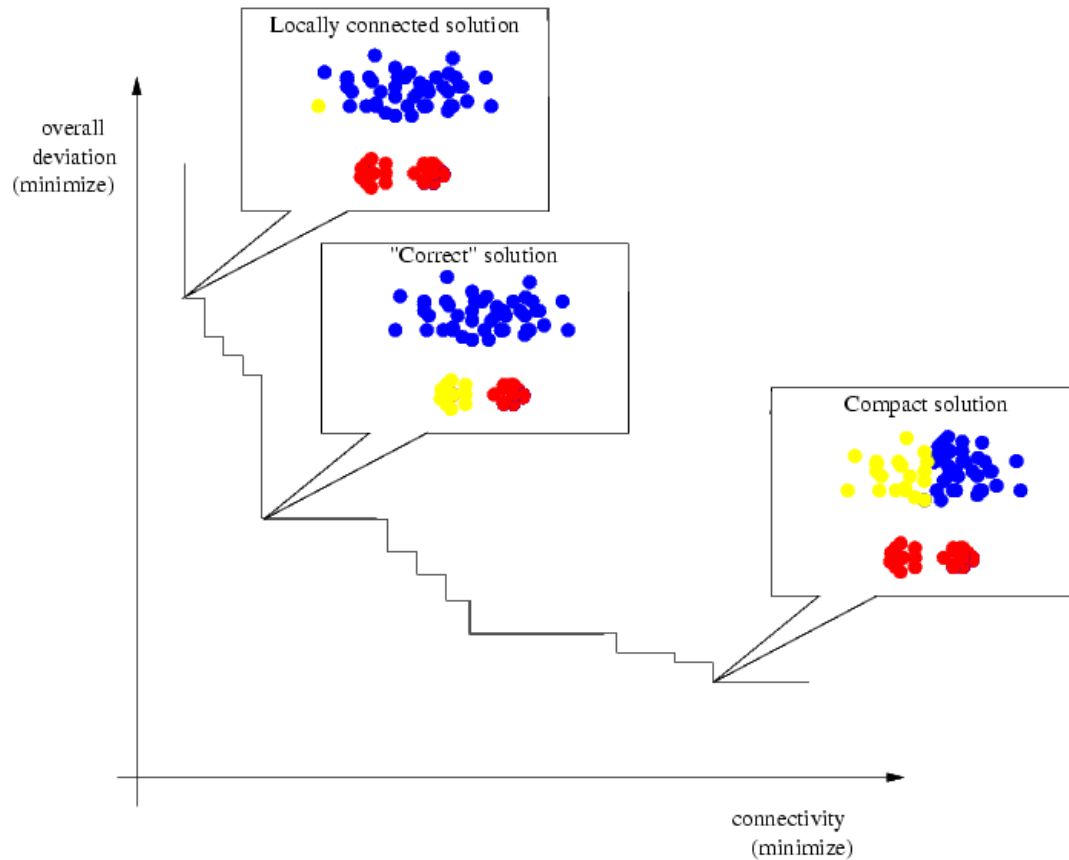 Locally connected solution
overall
deviation
(minimize)
"Correct" solution
Compact solution
connectivity
(minimize)